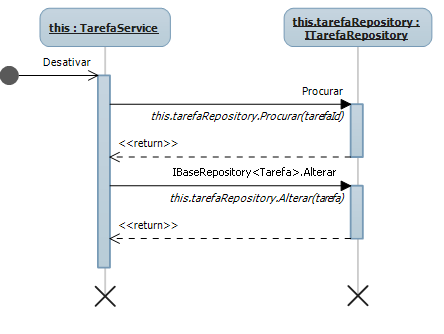 this : TarefaService
this.tarefaRepository :
ITarefaRepository
Desativar
Procurar
this.tarefaRepository.Procurar(tarefaId)
<<return>>
IBaseRepository<Tarefa>.Alterar
this.tarefaRepository.Alterar(tarefa)
<<return>>